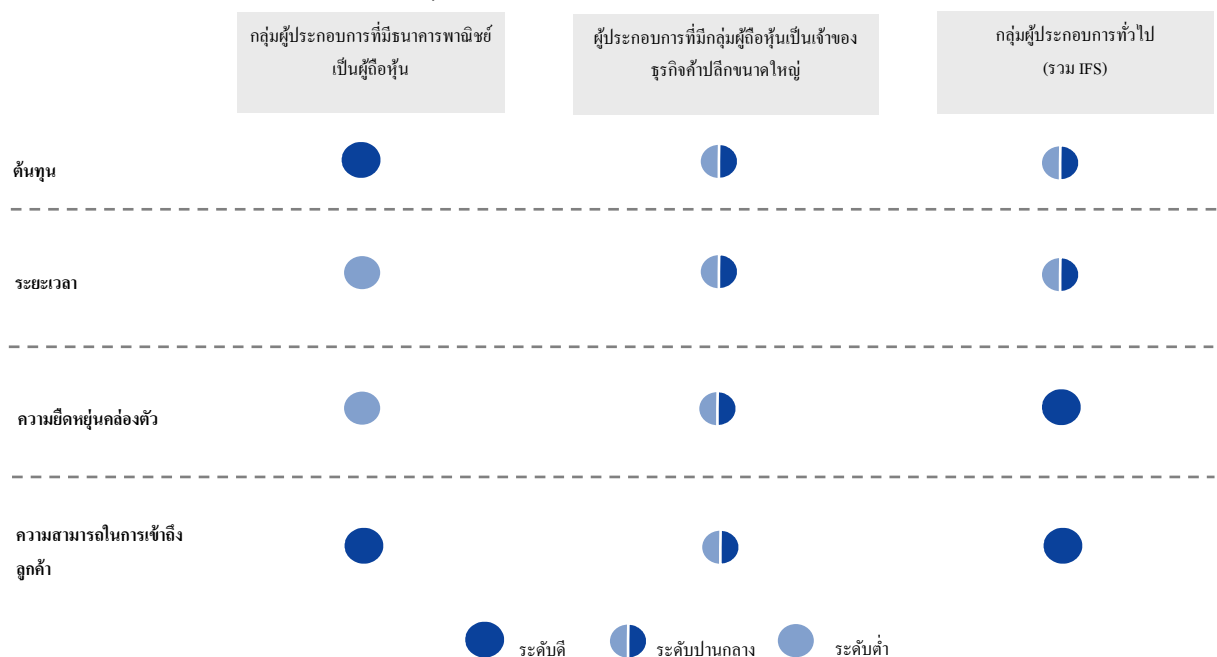 กลุ่มผู้ประกอบการที่มีธนาคารพาณิชย์
เป็นผู้ถือหุ้น
ผู้ประกอบการที่มีกลุ่มผู้ถือหุ้นเป็นเจ้าของ
ธุรกิจค้าปลีกขนาดใหญ่
กลุ่มผู้ประกอบการทั่วไป
(รวม IFS)
ต้นทุน
ระยะเวลา
ความยืดหยุ่นคล่องตัว
ความสามารถในการเข้าถึง
ลูกค้า
ระดับดี
ระดับปานกลาง
ระดับต่ำ